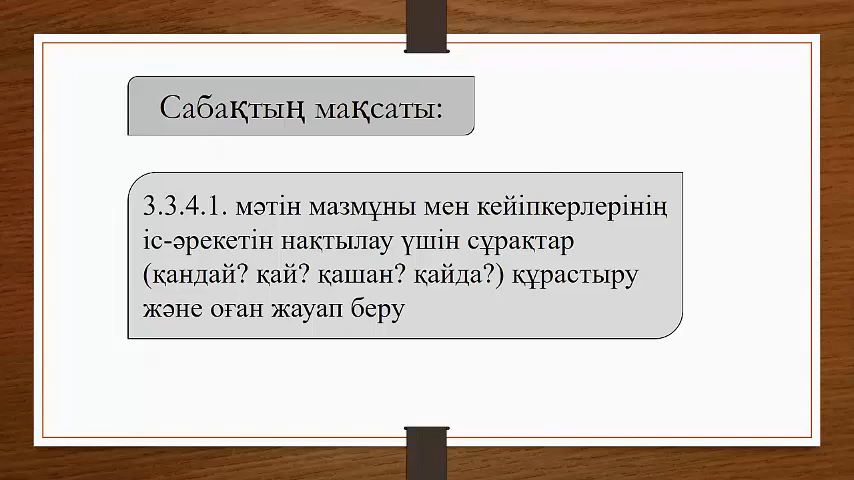 Сабақтың мақсаты:
3.3.4.1. мәтін мазмұны мен кейіпкерлерінің
іс-әрекетін нақтылау үшін сұрақтар
(қандай? қай? қашан? қайда?) құрастыру
және оған жауап беру